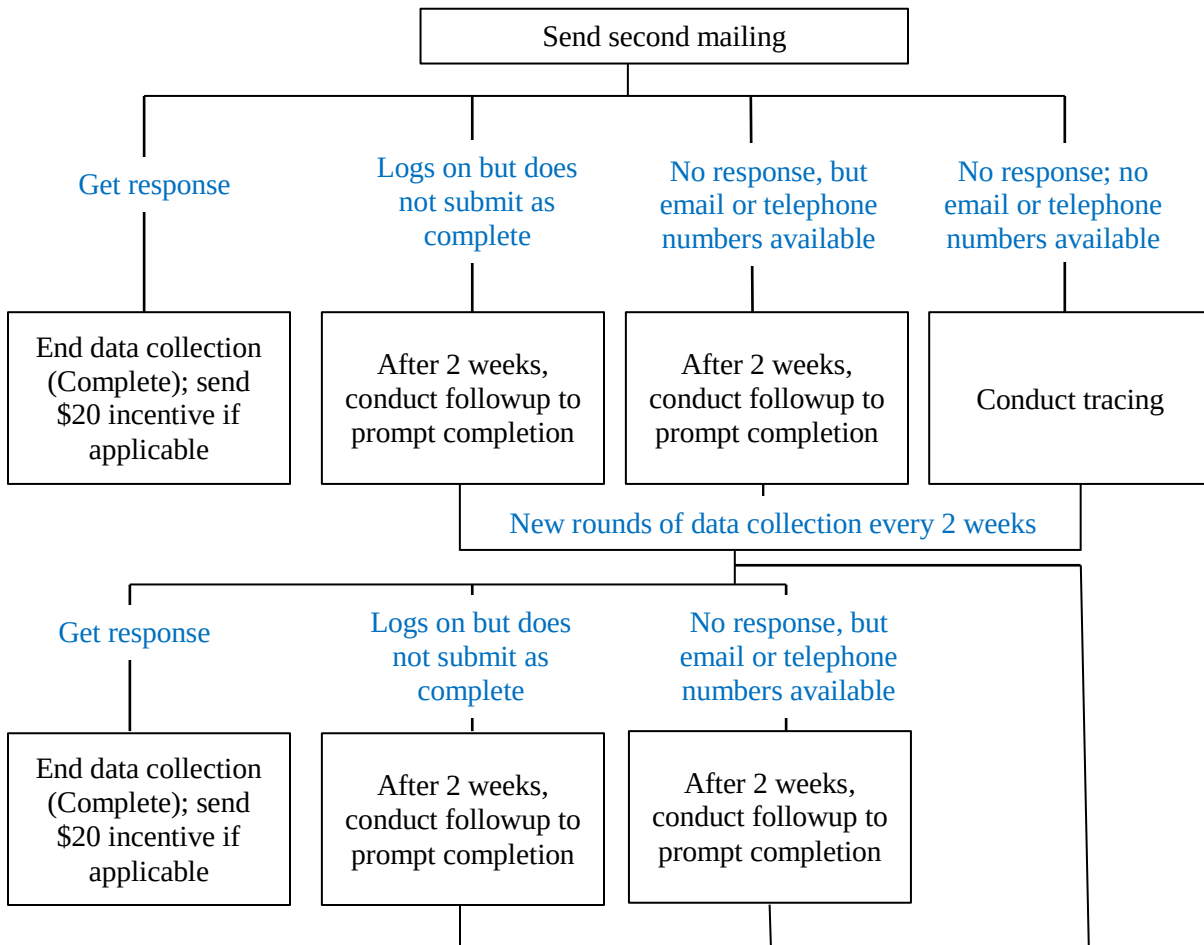 Send second mailing
Get response
Logs on but does
not submit as
complete
No response, but
email or telephone
numbers available
No response; no
email or telephone
numbers available
End data collection
(Complete); send
$20 incentive if
applicable
After 2 weeks,
conduct followup to
prompt completion
After 2 weeks,
conduct followup to
prompt completion
Conduct tracing
New rounds of data collection every 2 weeks
Get response
Logs on but does
not submit as
complete
No response, but
email or telephone
numbers available
End data collection
(Complete); send
$20 incentive if
applicable
After 2 weeks,
conduct followup to
prompt completion
After 2 weeks,
conduct followup to
prompt completion